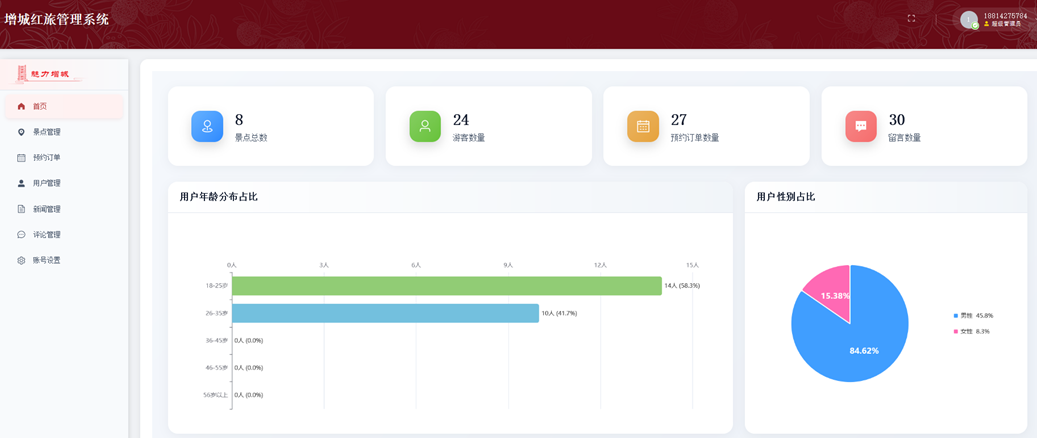 增城红旅管理系统
18814275784
超级管理员
魅力增城
首页
景点管理
预约订单
用户管理
新闻管理
评论管理
账号设置
8
景点总数
24
游客数量
27
预约订单数量
30
留言数量
用户年龄分布占比
0人 3人 6人 9人 12人 15人
18-25岁 14人 (58.3%)
26-35岁 10人 (41.7%)
36-45岁 0人 (0.0%)
46-55岁 0人 (0.0%)
56岁以上 0人 (0.0%)
用户性别占比
15.38%
84.62%
男性 45.8%
女性 8.3%